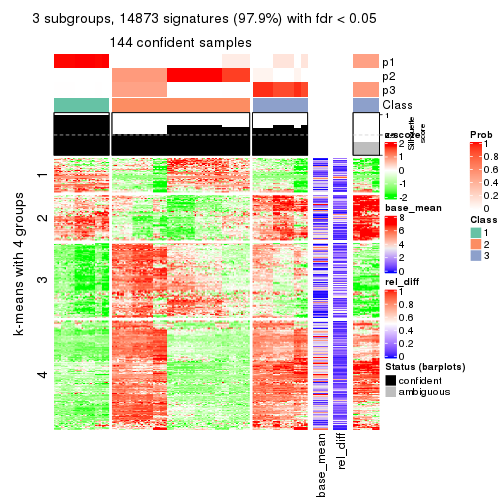 3 subgroups, 14873 signatures (97.9%) with fdr < 0.05
144 confident samples
p1
p2
p3
Class
1
Silhouette
score
k-means with 4 groups
1
2
3
4
base_mean
rel_diff
z-score
2
1
0
-1
-2
base_mean
8
6
4
2
0
rel_diff
1
0.8
0.6
0.4
0.2
0
Status (barplots)
confident
ambiguous
Prob
1
0.8
0.6
0.4
0.2
0
Class
1
2
3